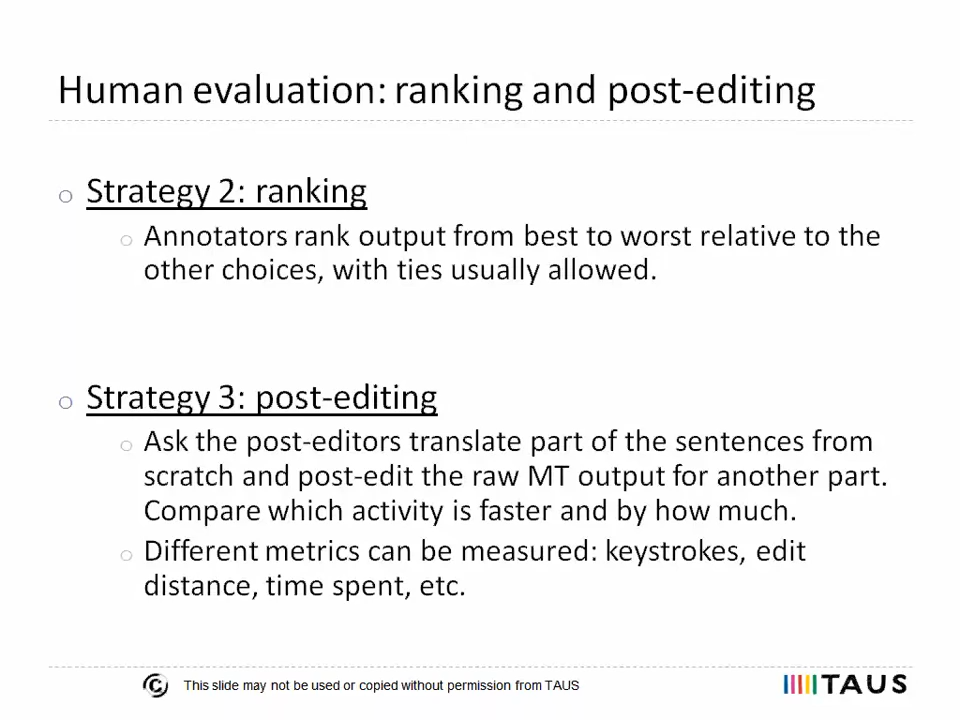 Human evaluation: ranking and post-editing
Strategy 2: ranking
Annotators rank output from best to worst relative to the
other choices, with ties usually allowed.
Strategy 3: post-editing
Ask the post-editors translate part of the sentences from
scratch and post-edit the raw MT output for another part.
Compare which activity is faster and by how much.
Different metrics can be measured: keystrokes, edit
distance, time spent, etc.
This slide may not be used or copied without permission from TAUS
TAUS